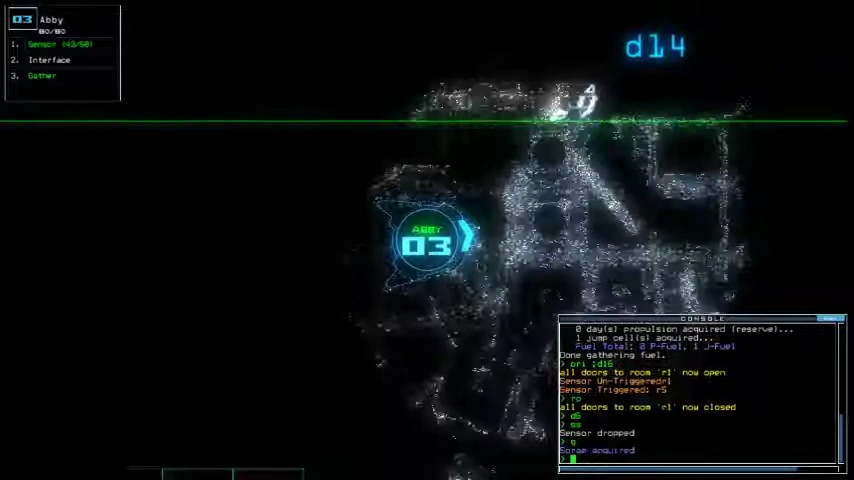 03 Abby
80/80
1. Sensor (43/50)
2. Interface
3. Gather
d14
ABBY
03
CONSOLE
0 day(s) propulsion acquired (reserve)...
1 jump cell(s) acquired...
Fuel Total: 0 P-Fuel, 1 J-Fuel
Done gathering fuel.
> ori :d16
all doors to room 'r1' now open
Sensor Un-Triggered:r1
Sensor Triggered: r5
> ro
all doors to room 'r1' now closed
> d5
> ss
Sensor dropped
> g
Scrap acquired
>